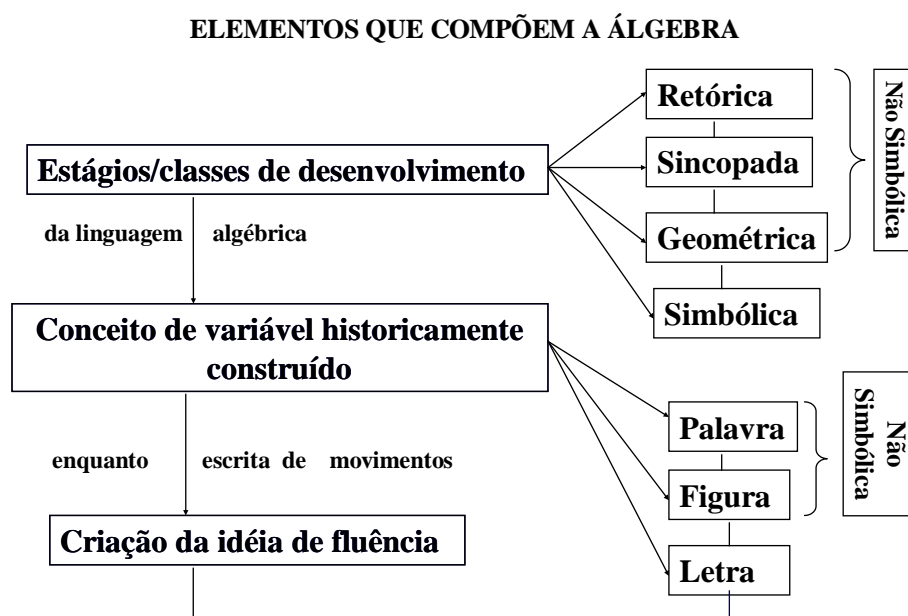 ELEMENTOS QUE COMPÕEM A ÁLGEBRA
Retórica
Sincopada
Geométrica
Simbólica
Não Simbólica
Estágios/classes de desenvolvimento
da linguagem algébrica
Conceito de variável historicamente
construído
Palavra
Figura
Letra
Não
Simbólica
enquanto escrita de movimentos
Criação da idéia de fluência